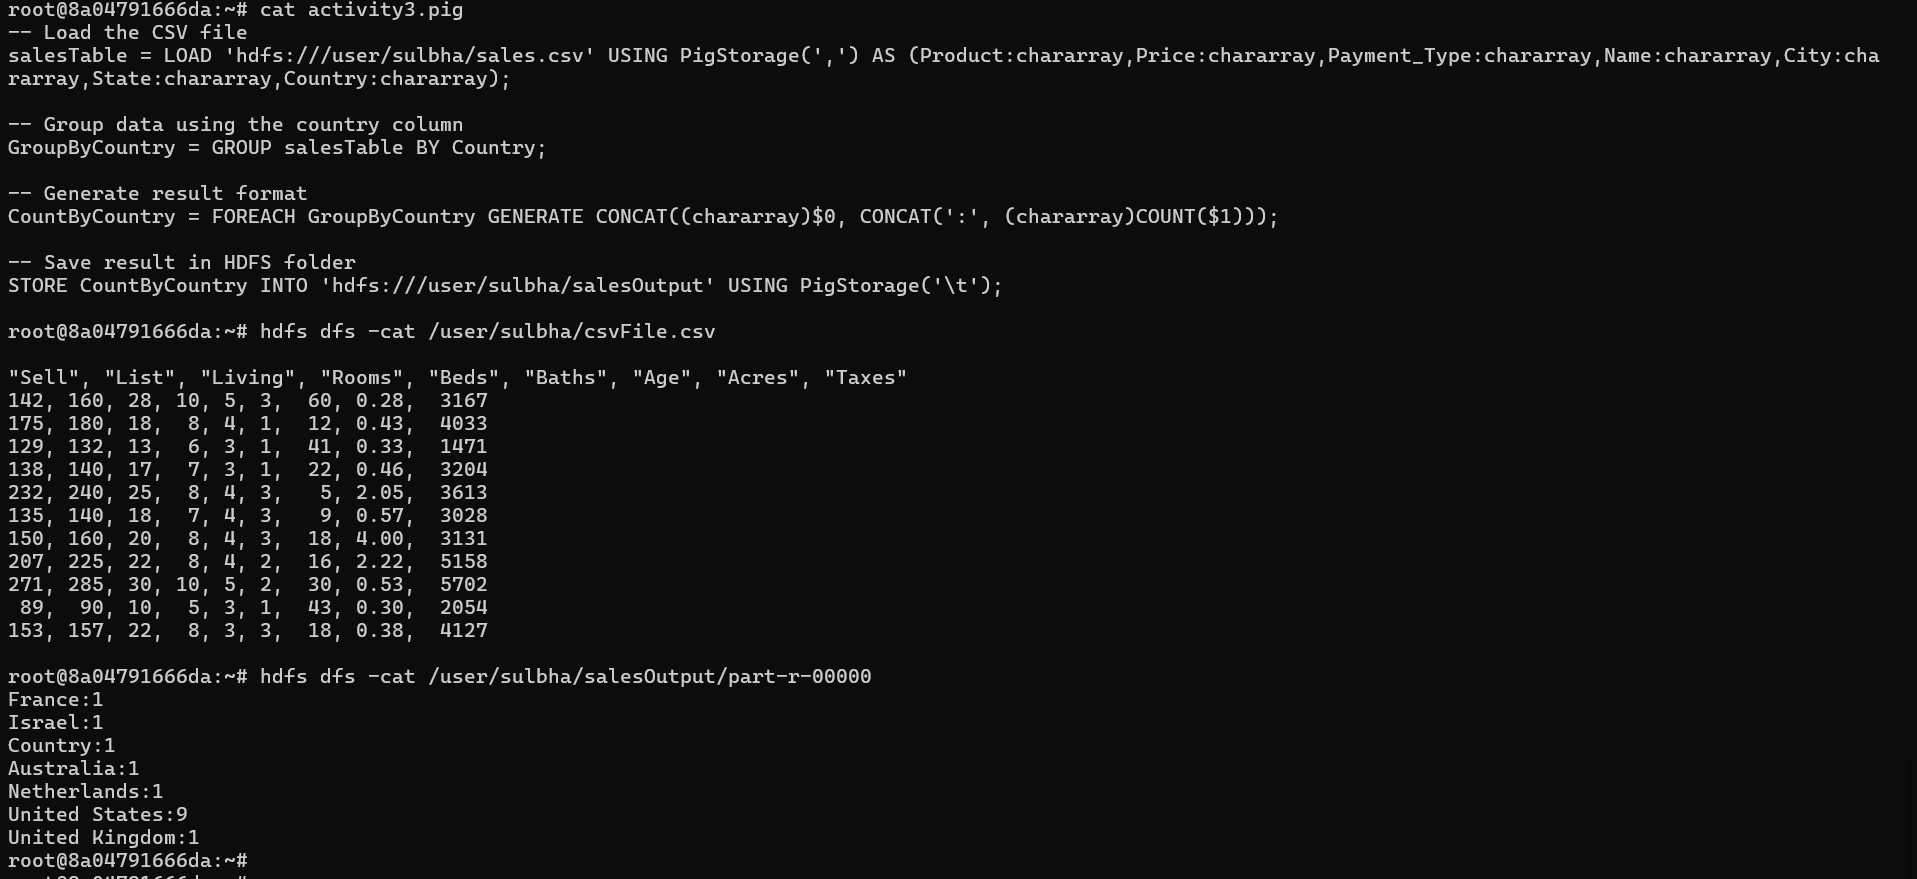 root@8a04791666da:~# cat activity3.pig
-- Load the CSV file
salesTable = LOAD 'hdfs:///user/sulbha/sales.csv' USING PigStorage(',') AS (Product:chararray,Price:chararray,Payment_Type:chararray,Name:chararray,City:cha
rarray,State:chararray,Country:chararray);
-- Group data using the country column
GroupByCountry = GROUP salesTable BY Country;
-- Generate result format
CountByCountry = FOREACH GroupByCountry GENERATE CONCAT((chararray)$0, CONCAT(':', (chararray)COUNT($1)));
-- Save result in HDFS folder
STORE CountByCountry INTO 'hdfs:///user/sulbha/salesOutput' USING PigStorage('\t');
root@8a04791666da:~# hdfs dfs -cat /user/sulbha/csvFile.csv
"Sell", "List", "Living", "Rooms", "Beds", "Baths", "Age", "Acres", "Taxes"
142, 160, 28, 10, 5, 3,  60, 0.28,  3167
175, 180, 18,  8, 4, 1,  12, 0.43,  4033
129, 132, 13,  6, 3, 1,  41, 0.33,  1471
138, 140, 17,  7, 3, 1,  22, 0.46,  3204
232, 240, 25,  8, 4, 3,   5, 2.05,  3613
135, 140, 18,  7, 4, 3,   9, 0.57,  3028
150, 160, 20,  8, 4, 3,  18, 4.00,  3131
207, 225, 22,  8, 4, 2,  16, 2.22,  5158
271, 285, 30, 10, 5, 2,  30, 0.53,  5702
 89,  90, 10,  5, 3, 1,  43, 0.30,  2054
153, 157, 22,  8, 3, 3,  18, 0.38,  4127
root@8a04791666da:~# hdfs dfs -cat /user/sulbha/salesOutput/part-r-00000
France:1
Israel:1
Country:1
Australia:1
Netherlands:1
United States:9
United Kingdom:1
root@8a04791666da:~#